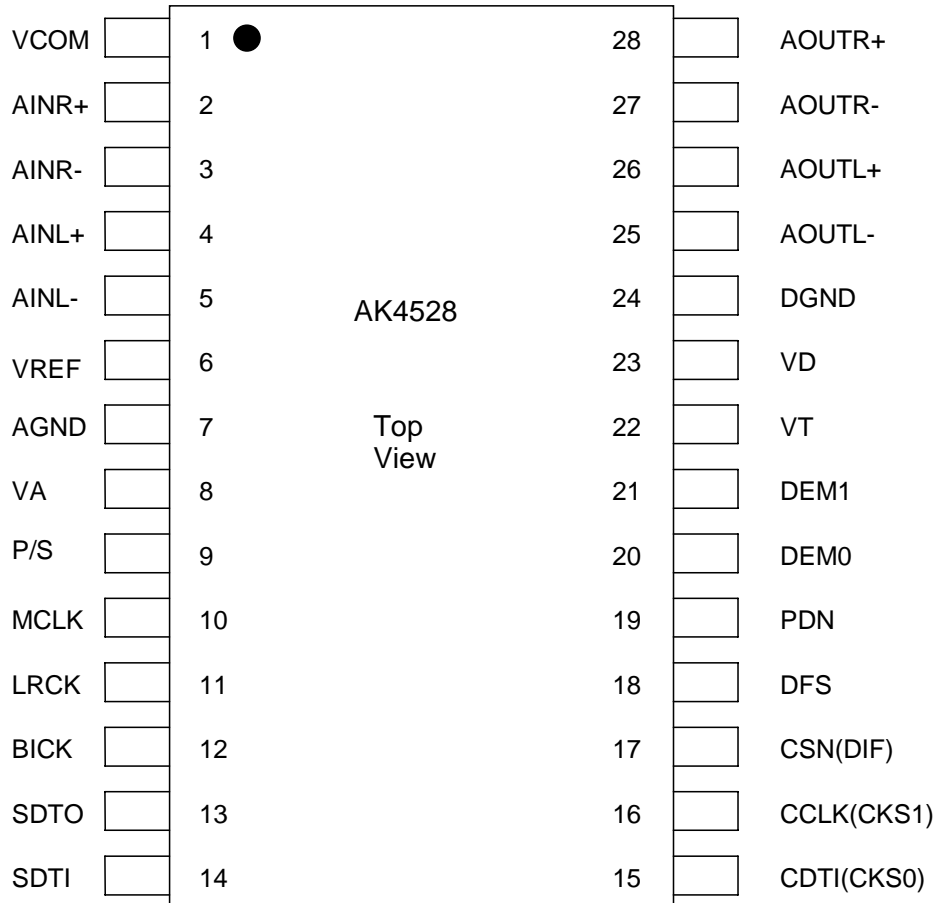 VCOM 1 28 AOUTR+
AINR+ 2 27 AOUTR-
AINR- 3 26 AOUTL+
AINL+ 4 25 AOUTL-
AINL- 5 AK4528 24 DGND
VREF 6 23 VD
AGND 7 Top 22 VT
View
VA 8 21 DEM1
P/S 9 20 DEM0
MCLK 10 19 PDN
LRCK 11 18 DFS
BICK 12 17 CSN(DIF)
SDTO 13 16 CCLK(CKS1)
SDTI 14 15 CDTI(CKS0)